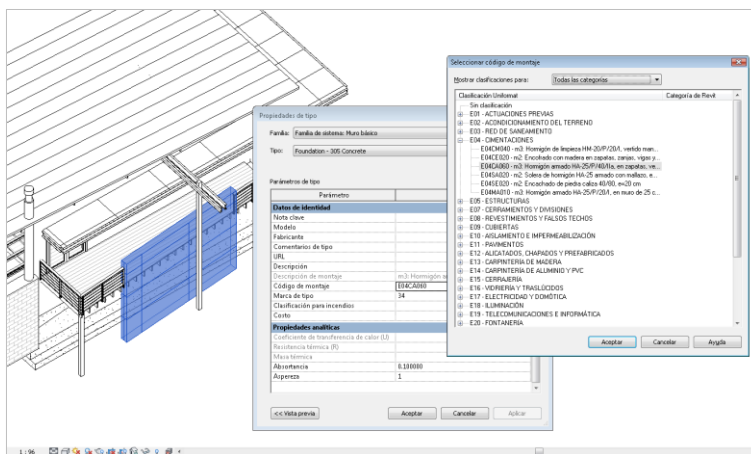 Propiedades de tipo
Familia: Familia de sistema: Muro básico
Tipo: Foundation - 305 Concrete
Parámetros de tipo
Parámetro
Datos de identidad
Nota clave
Modelo
Fabricante
Comentarios de tipo
URL
Descripción
Descripción de montaje m3: Hormigón
Código de montaje E04CA060
Marca de tipo 34
Clasificación para incendios
Costo
Propiedades analíticas
Coeficiente de transferencia de calor (U)
Resistencia térmica (R)
Masa térmica
Absortancia 0.100000
Aspereza 1
<< Vista previa Aceptar Cancelar Aplicar
Seleccionar código de montaje
Mostrar clasificaciones para: Todas las categorías
Clasificación Uniformat Categoría de Revit
Sin clasificación
E01 - ACTUACIONES PREVIAS
E02 - ACONDICIONAMIENTO DEL TERRENO
E03 - RED DE SANEAMIENTO
E04 - CIMENTACIONES
E04CM040 - m3: Hormigón de limpieza HM-20/P/20/I, vertido man...
E04CE020 - m2: Encofrado con madera en zapatas, zanjas, vigas y...
E04CA060 - m3: Hormigón armado HA-25/P/40/IIa, en zapatas, ve...
E04SA020 - m2: Solera de hormigón HA-25 armado con mallazo, e...
E04SE020 - m2: Encachado de piedra caliza 40/80, e=20 cm
E04MA010 - m3: Hormigón armado HA-25/P/20/I, en muro de 25 c...
E05 - ESTRUCTURAS
E07 - CERRAMIENTOS Y DIVISIONES
E08 - REVESTIMIENTOS Y FALSOS TECHOS
E09 - CUBIERTAS
E10 - AISLAMIENTO E IMPERMEABILIZACIÓN
E11 - PAVIMENTOS
E12 - ALICATADOS, CHAPADOS Y PREFABRICADOS
E13 - CARPINTERÍA DE MADERA
E14 - CARPINTERÍA DE ALUMINIO Y PVC
E15 - CERRAJERÍA
E16 - VIDRIERÍA Y TRASLÚCIDOS
E17 - ELECTRICIDAD Y DOMÓTICA
E18 - ILUMINACIÓN
E19 - TELECOMUNICACIONES E INFORMÁTICA
E20 - FONTANERÍA
Aceptar Cancelar Ayuda
1 : 96